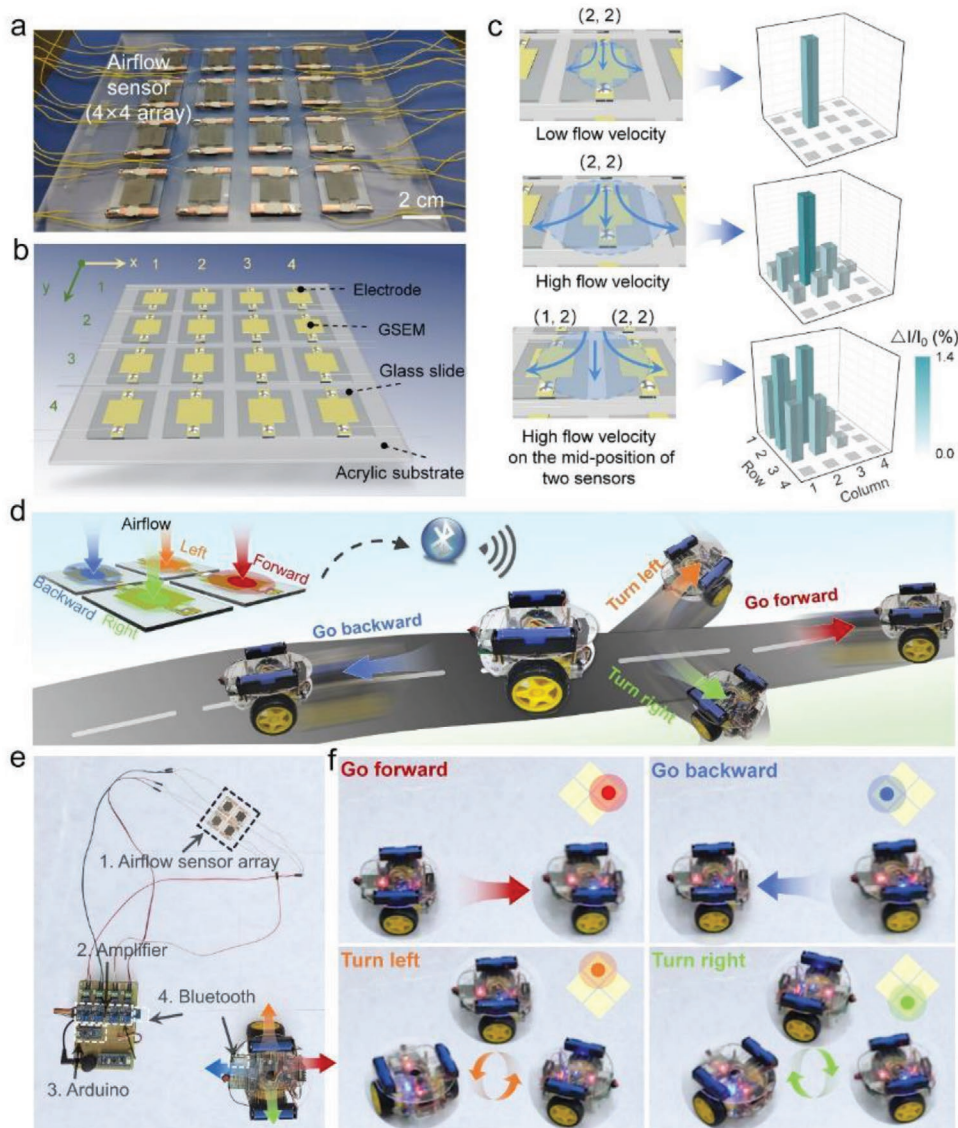 a
Airflow
sensor
(4×4 array)
2 cm
b
x
y
1
2
3
4
1
2
3
4
Electrode
GSEM
Glass slide
Acrylic substrate
c
(2, 2)
Low flow velocity
(2, 2)
High flow velocity
(1, 2)
(2, 2)
High flow velocity
on the mid-position of
two sensors
△I/I₀ (%)
1.4
0.0
1
2
3
4
Row
1
2
3
4
Column
d
Airflow
Left
Forward
Backward
Right
Go backward
Turn left
Go forward
Turn right
e
1. Airflow sensor array
2. Amplifier
4. Bluetooth
3. Arduino
f
Go forward
Go backward
Turn left
Turn right